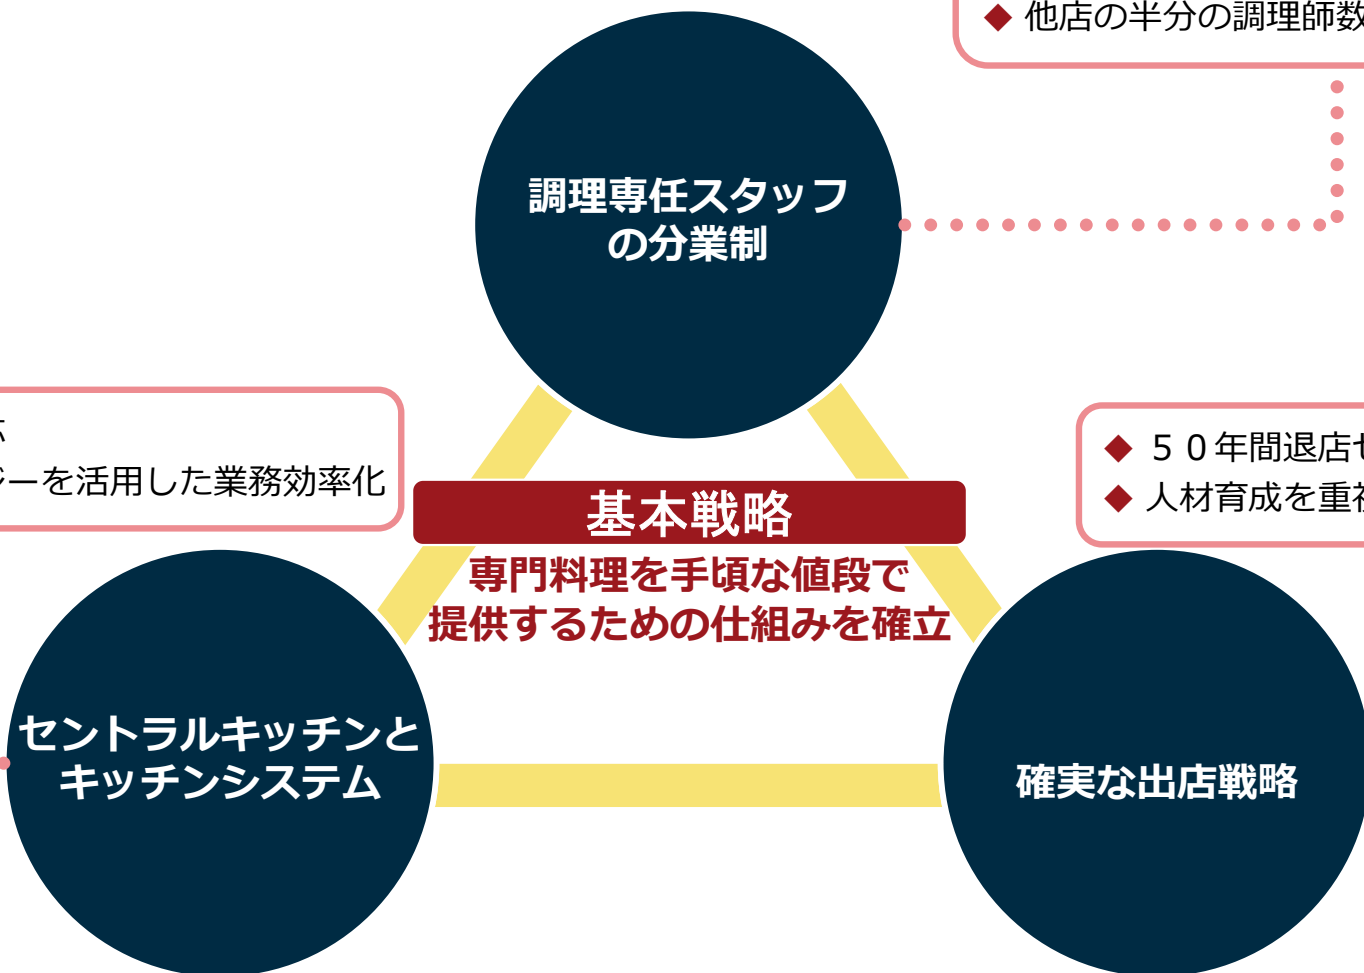 ◆ 他店の半分の調理師数
調理専任スタッフ
の分業制
ジーを活用した業務効率化
◆ ５０年間退店
◆ 人材育成を重
基本戦略
専門料理を手頃な値段で
提供するための仕組みを確立
セントラルキッチンと
キッチンシステム
確実な出店戦略